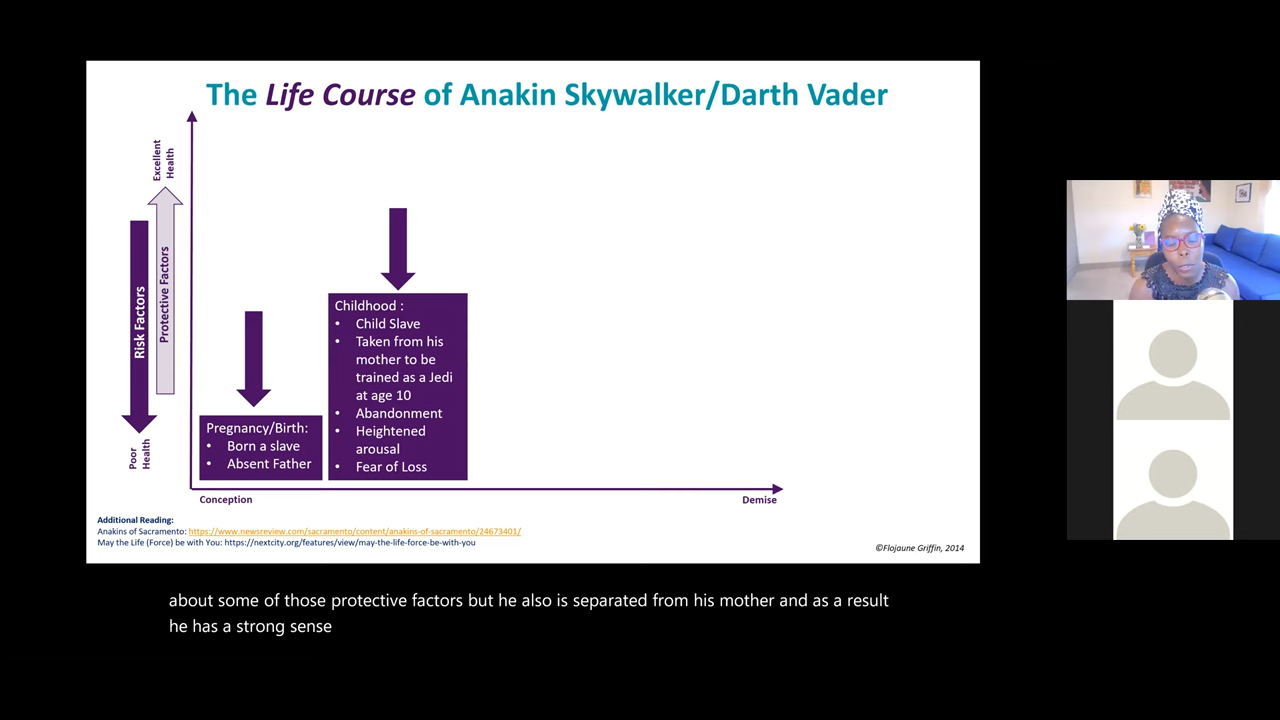 The Life Course of Anakin Skywalker/Darth Vader
Excellent
Health
Risk Factors
Protective Factors
Poor
Health
Pregnancy/Birth:
• Born a slave
• Absent Father
Childhood :
• Child Slave
• Taken from his
mother to be
trained as a Jedi
at age 10
• Abandonment
• Heightened
arousal
• Fear of Loss
Conception
Demise
Additional Reading:
Anakins of Sacramento: https://www.newsreview.com/sacramento/content/anakins-of-sacramento/24673401/
May the Life (Force) be with You: https://nextcity.org/features/view/may-the-life-force-be-with-you
©Flojaune Griffin, 2014
about some of those protective factors but he also is separated from his mother and as a result
he has a strong sense